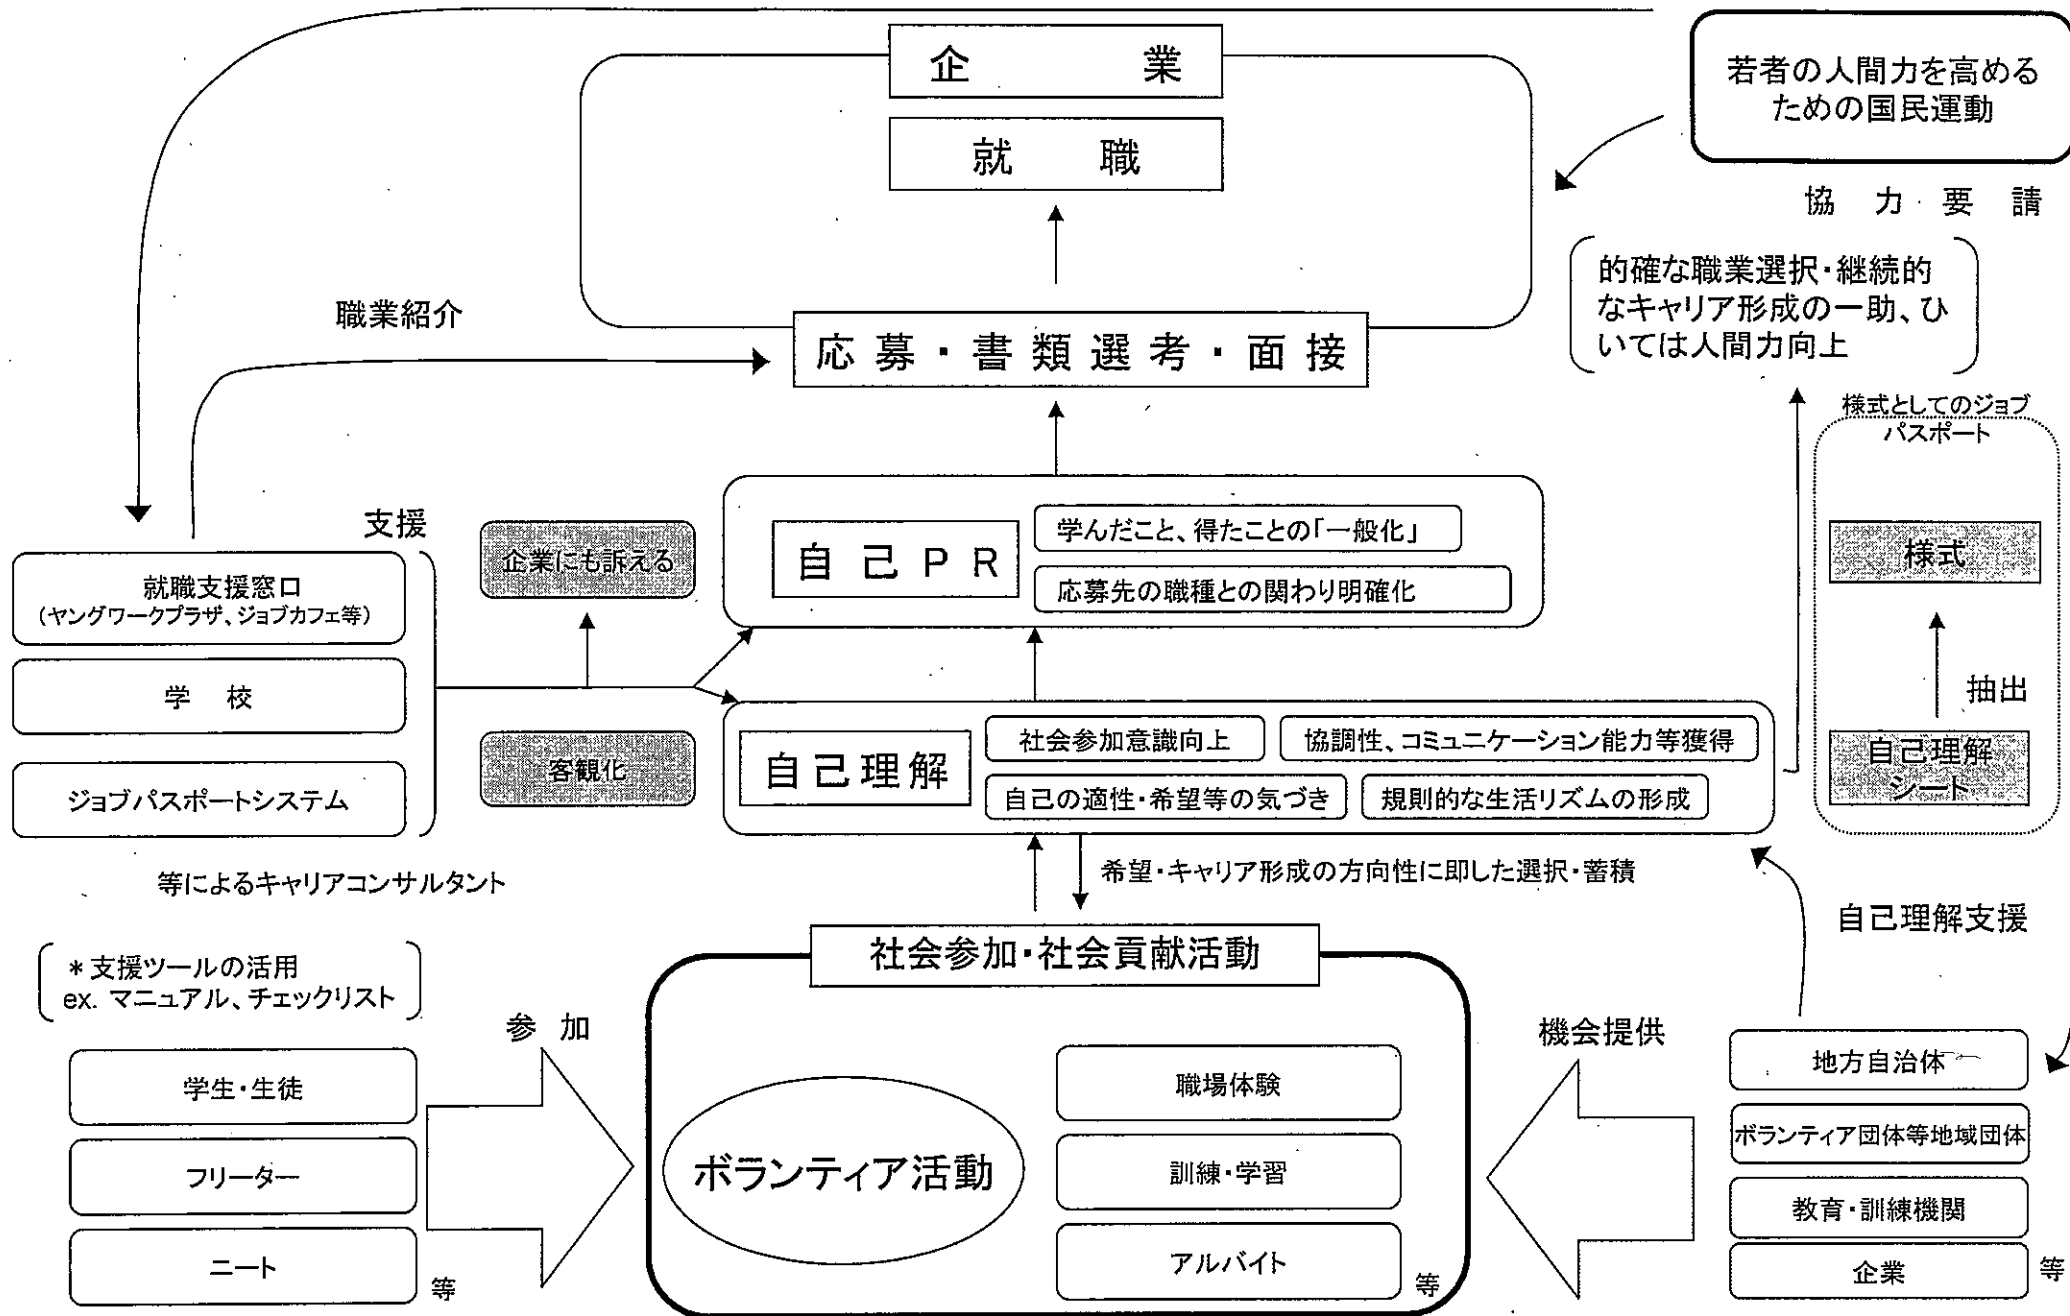 企業
就職
若者の人間力を高める
ための国民運動
協力要請
的確な職業選択・継続的
なキャリア形成の一助、ひ
いては人間力向上
職業紹介
応募・書類選考・面接
様式としてのジョブ
パスポート
様式
抽出
自己理解
シート
支援
企業にも訴える
自己PR
学んだこと、得たことの「一般化」
応募先の職種との関わり明確化
就職支援窓口
(ヤングワークプラザ、ジョブカフェ等)
学校
ジョブパスポートシステム
等によるキャリアコンサルタント
客観化
自己理解
社会参加意識向上
協調性、コミュニケーション能力等獲得
自己の適性・希望等の気づき
規則的な生活リズムの形成
希望・キャリア形成の方向性に即した選択・蓄積
自己理解支援
*支援ツールの活用
ex. マニュアル、チェックリスト
社会参加・社会貢献活動
参加
機会提供
学生・生徒
フリーター
ニート
等
ボランティア活動
職場体験
訓練・学習
アルバイト
等
地方自治体
ボランティア団体等地域団体
教育・訓練機関
企業
等